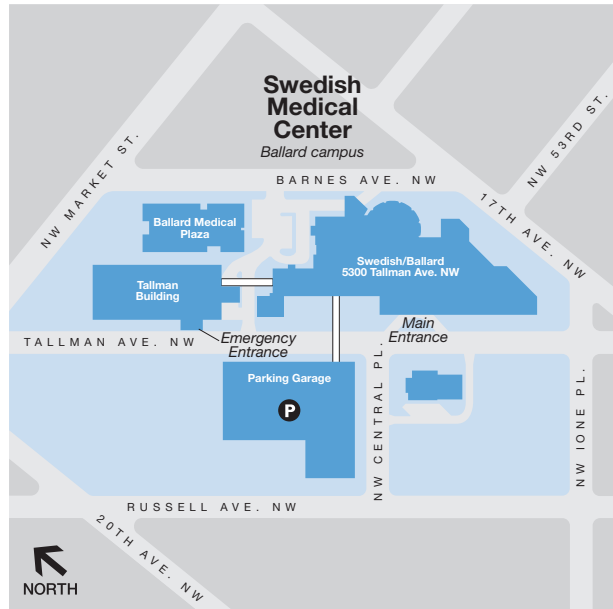 Swedish
Medical
Center
Ballard campus
NW MARKET ST.
BARNES AVE. NW
NW 53RD ST.
17TH AVE. NW
Ballard Medical
Plaza
Swedish/Ballard
5300 Tallman Ave. NW
Tallman
Building
Emergency
Entrance
Main
Entrance
TALLMAN AVE. NW
Parking Garage
P
NW CENTRAL PL.
NW IONE PL.
RUSSELL AVE. NW
20TH AVE. NW
NORTH